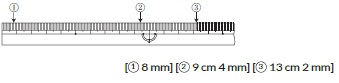 ① ② ③
[① 8 mm] [② 9 cm 4 mm] [③ 13 cm 2 mm]